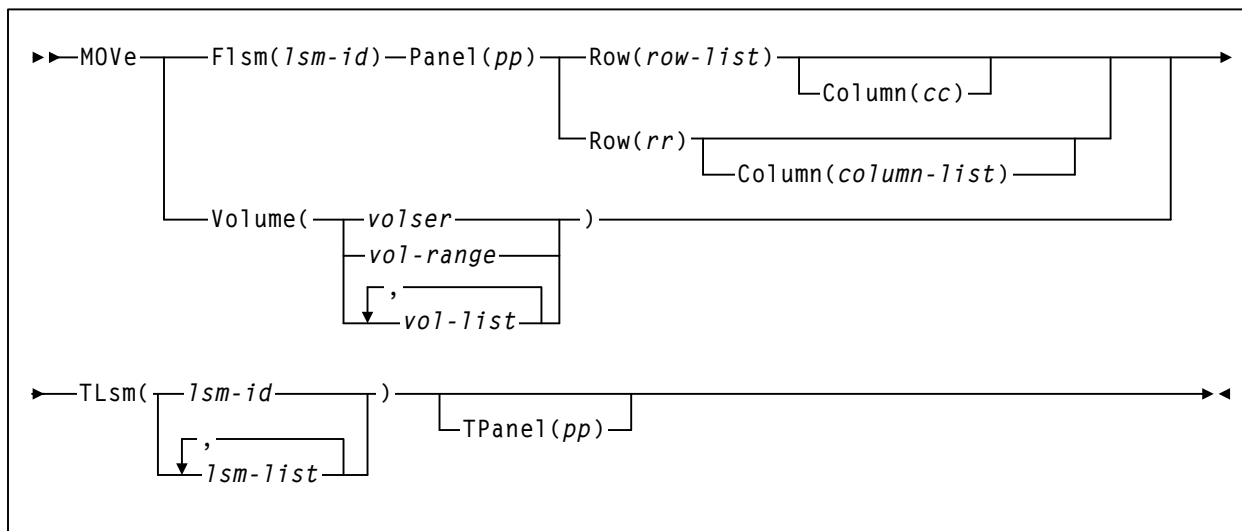 MOVe Flsm(lsm-id) Panel(pp) Row(row-list)
Column(cc)
Row(rr)
Column(column-list)
Volume( volser )
vol-range
,
vol-list
TLsm( lsm-id )
TPanel(pp)
,
lsm-list